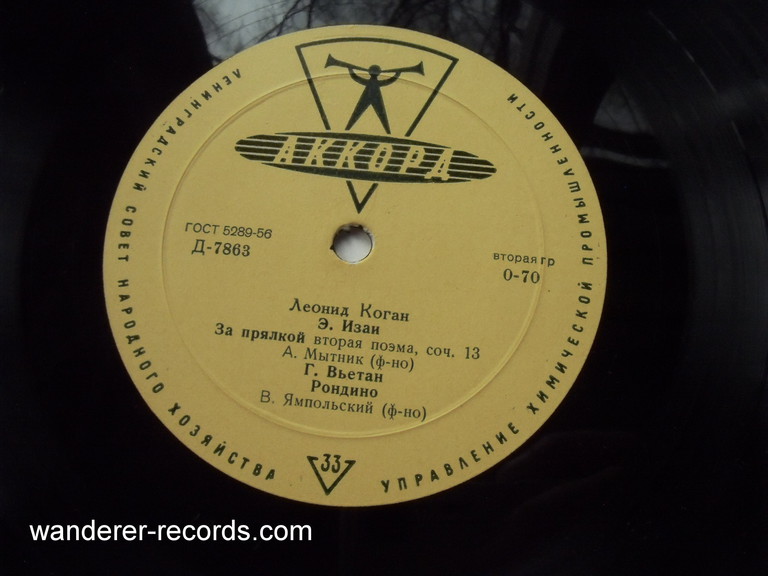 АККОРД
ЛЕНИНГРАДСКИЙ СОВЕТ НАРОДНОГО ХОЗЯЙСТВА
УПРАВЛЕНИЕ ХИМИЧЕСКОЙ ПРОМЫШЛЕННОСТИ
ГОСТ 5289-56
Д-7863
вторая гр
0-70
Леонид Коган
Э. Изаи
За прялкой вторая поэма, соч. 13
А. Мытник (ф-но)
Г. Вьетан
Рондино
В. Ямпольский (ф-но)
33
wanderer-records.com